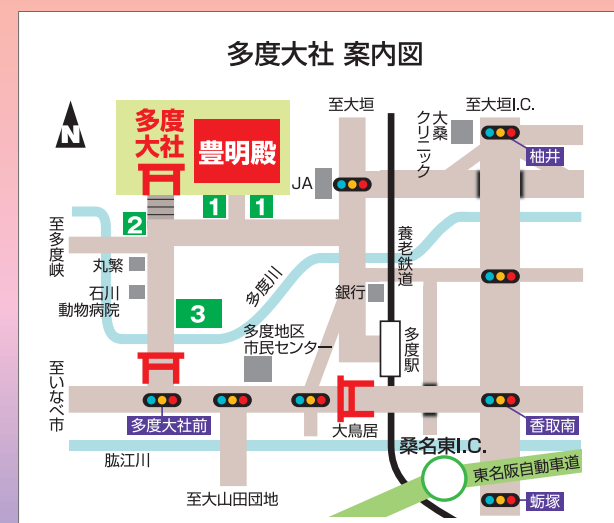 多度大社 案内図
至大垣
至大垣I.C.
大桑
クリニック
柚井
N
多度
大社
豊明殿
JA
1
1
2
至多度峡
養老鉄道
丸繁
石川
動物病院
多度川
銀行
3
多度地区
市民センター
多度駅
至いなべ市
多度大社前
大鳥居
香取南
肱江川
桑名東I.C.
東名阪自動車道
至大山田団地
蛎塚